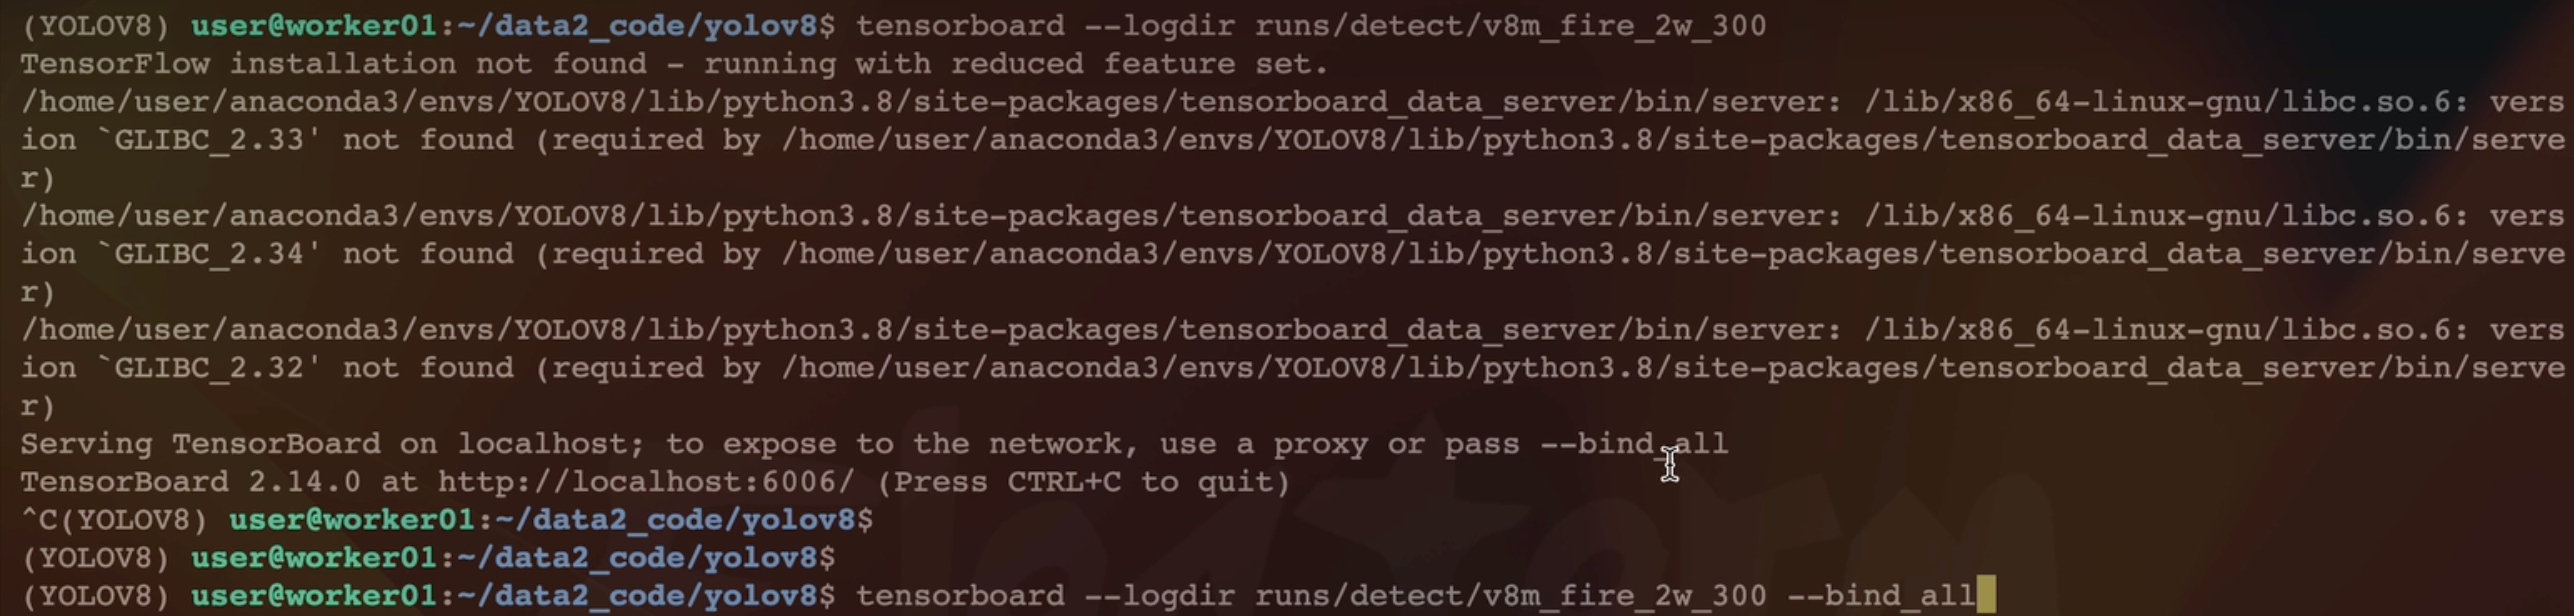 (YOLOV8) user@worker01:~/data2_code/yolov8$ tensorboard --logdir runs/detect/v8m_fire_2w_300
TensorFlow installation not found - running with reduced feature set.
/home/user/anaconda3/envs/YOLOV8/lib/python3.8/site-packages/tensorboard_data_server/bin/server: /lib/x86_64-linux-gnu/libc.so.6: vers
ion `GLIBC_2.33' not found (required by /home/user/anaconda3/envs/YOLOV8/lib/python3.8/site-packages/tensorboard_data_server/bin/serve
r)
/home/user/anaconda3/envs/YOLOV8/lib/python3.8/site-packages/tensorboard_data_server/bin/server: /lib/x86_64-linux-gnu/libc.so.6: vers
ion `GLIBC_2.34' not found (required by /home/user/anaconda3/envs/YOLOV8/lib/python3.8/site-packages/tensorboard_data_server/bin/serve
r)
/home/user/anaconda3/envs/YOLOV8/lib/python3.8/site-packages/tensorboard_data_server/bin/server: /lib/x86_64-linux-gnu/libc.so.6: vers
ion `GLIBC_2.32' not found (required by /home/user/anaconda3/envs/YOLOV8/lib/python3.8/site-packages/tensorboard_data_server/bin/serve
r)
Serving TensorBoard on localhost; to expose to the network, use a proxy or pass --bind_all
TensorBoard 2.14.0 at http://localhost:6006/ (Press CTRL+C to quit)
^C(YOLOV8) user@worker01:~/data2_code/yolov8$
(YOLOV8) user@worker01:~/data2_code/yolov8$
(YOLOV8) user@worker01:~/data2_code/yolov8$ tensorboard --logdir runs/detect/v8m_fire_2w_300 --bind_all